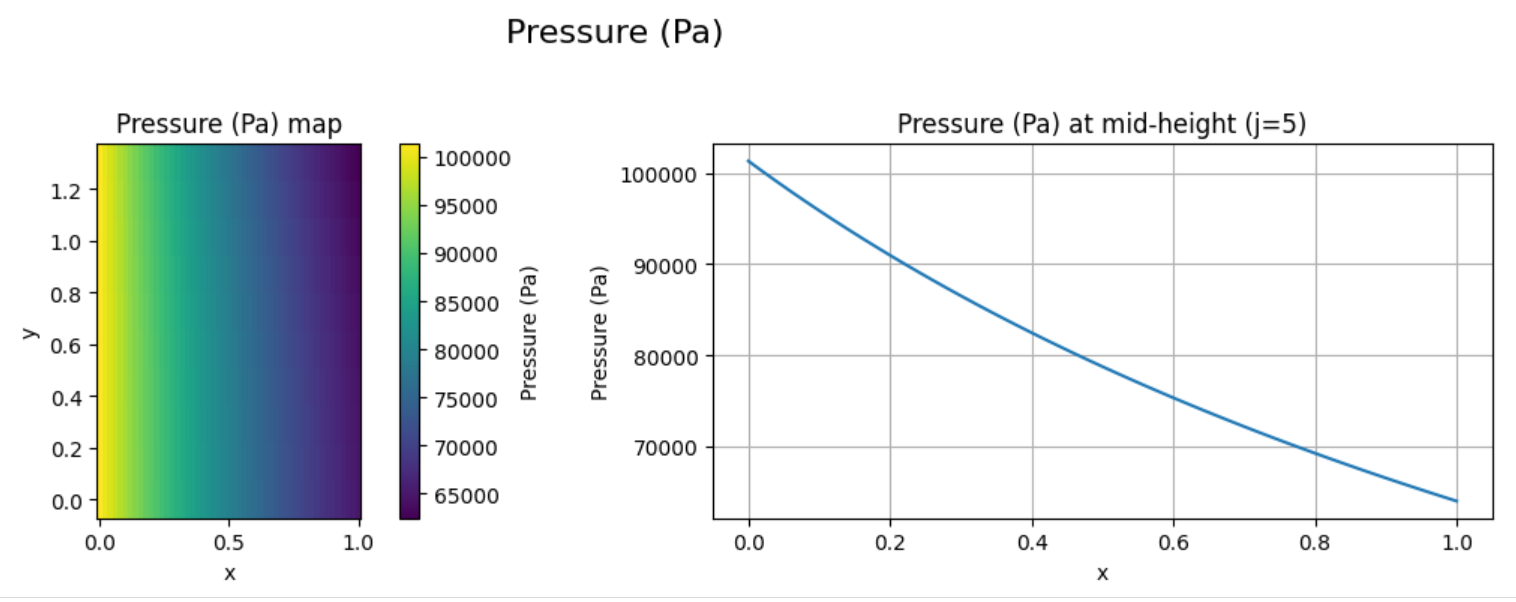 Pressure (Pa)
Pressure (Pa) map
1.2
1.0
0.8
0.6
0.4
0.2
0.0
y
0.0 0.5 1.0
x
100000
95000
90000
85000
80000
75000
70000
65000
Pressure (Pa)
Pressure (Pa) at mid-height (j=5)
Pressure (Pa)
100000
90000
80000
70000
0.0 0.2 0.4 0.6 0.8 1.0
x